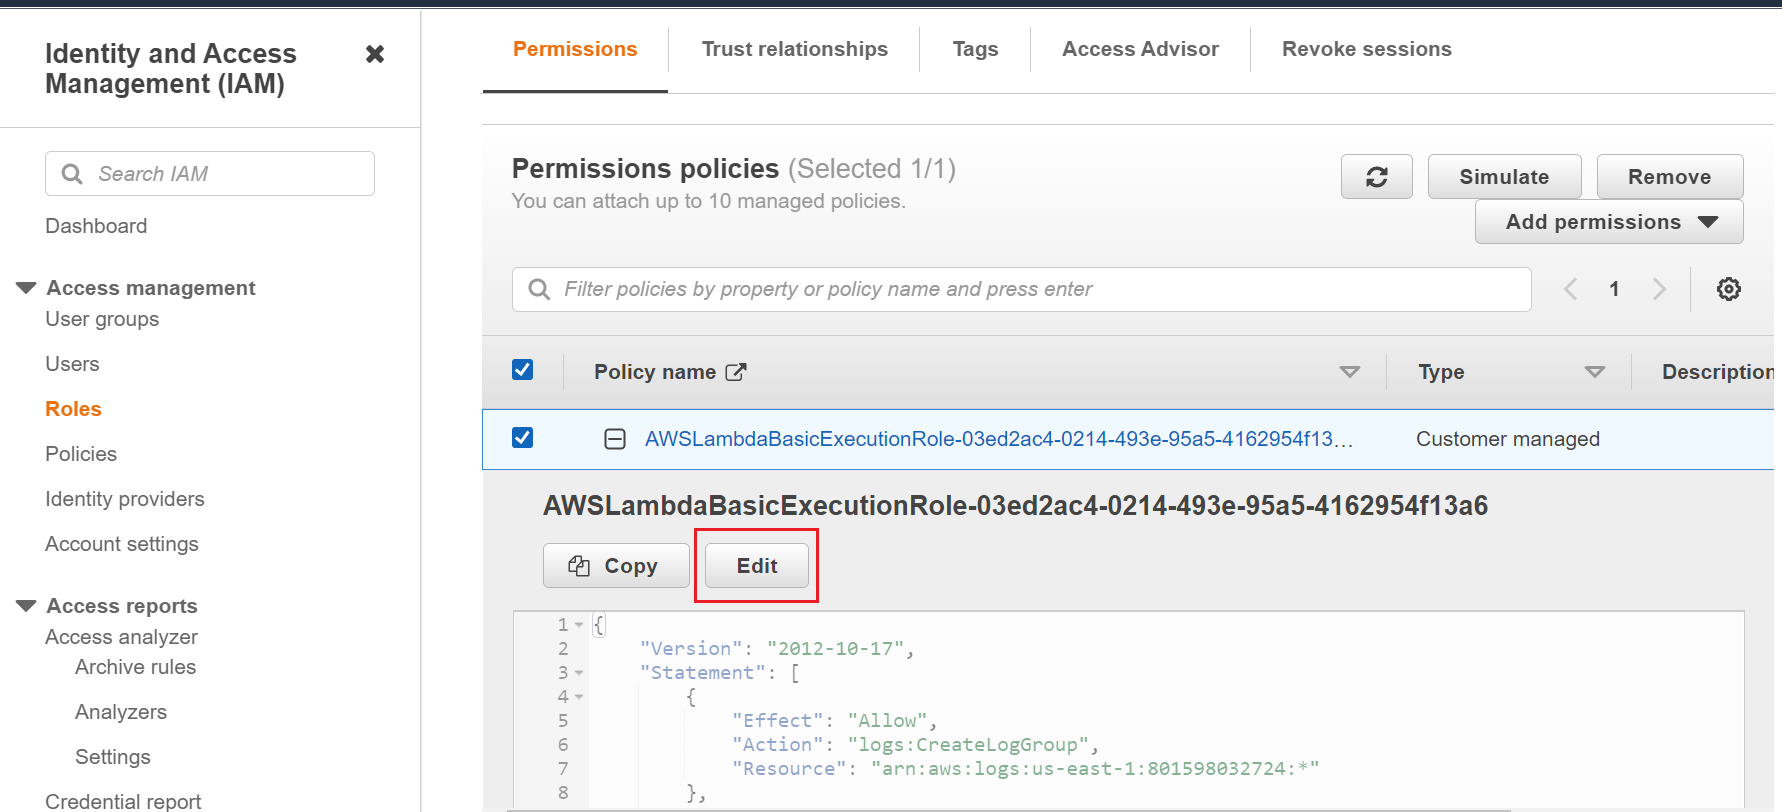 Identity and Access
Management (IAM)
Search IAM
Dashboard
Access management
User groups
Users
Roles
Policies
Identity providers
Account settings
Access reports
Access analyzer
Archive rules
Analyzers
Settings
Credential report
Permissions
Trust relationships
Tags
Access Advisor
Revoke sessions
Permissions policies (Selected 1/1)
You can attach up to 10 managed policies.
Simulate
Remove
Add permissions
Filter policies by property or policy name and press enter
1
Policy name
Type
Description
AWSLambdaBasicExecutionRole-03ed2ac4-0214-493e-95a5-4162954f13...
Customer managed
AWSLambdaBasicExecutionRole-03ed2ac4-0214-493e-95a5-4162954f13a6
Copy
Edit
1 {
2 "Version": "2012-10-17",
3 "Statement": [
4 {
5 "Effect": "Allow",
6 "Action": "logs:CreateLogGroup",
7 "Resource": "arn:aws:logs:us-east-1:801598032724:*"
8 },